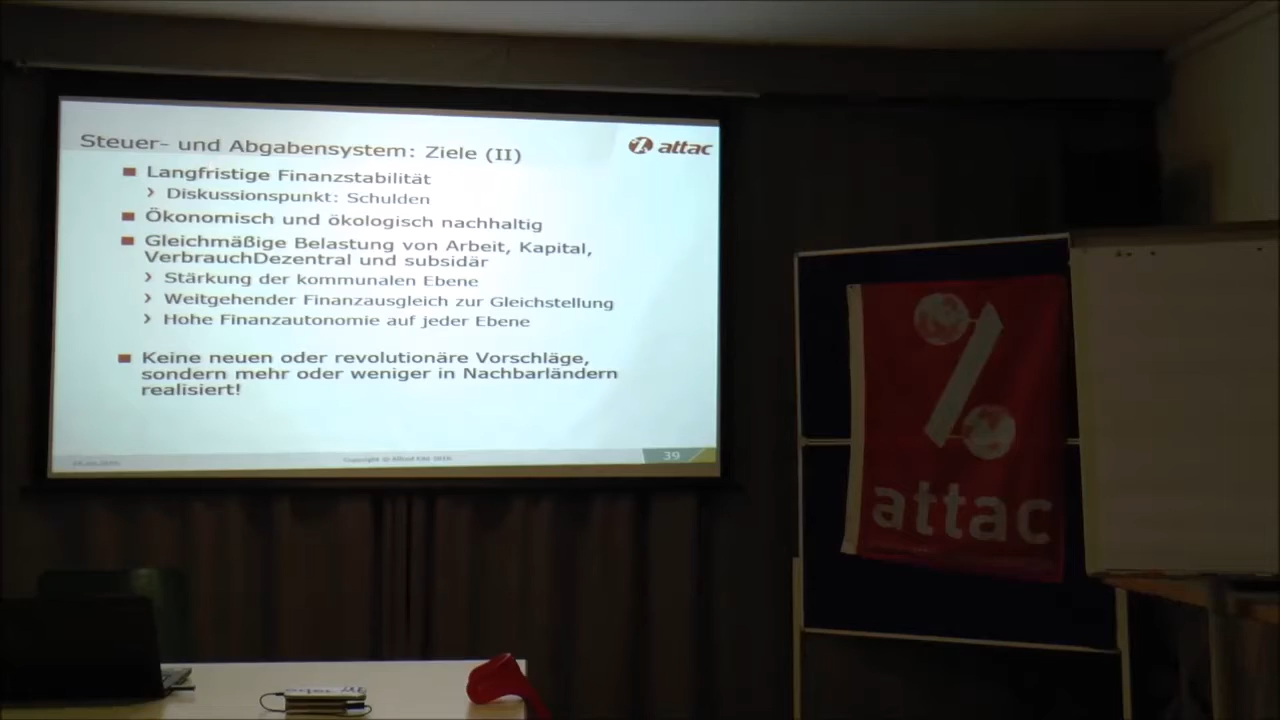 Steuer- und Abgabensystem: Ziele (II)
attac
Langfristige Finanzstabilität
Diskussionspunkt: Schulden
Ökonomisch und ökologisch nachhaltig
Gleichmäßige Belastung von Arbeit, Kapital,
VerbrauchDezentral und subsidär
Stärkung der kommunalen Ebene
Weitgehender Finanzausgleich zur Gleichstellung
Hohe Finanzautonomie auf jeder Ebene
Keine neuen oder revolutionäre Vorschläge,
sondern mehr oder weniger in Nachbarländern
realisiert!
Copyright ©
39
attac